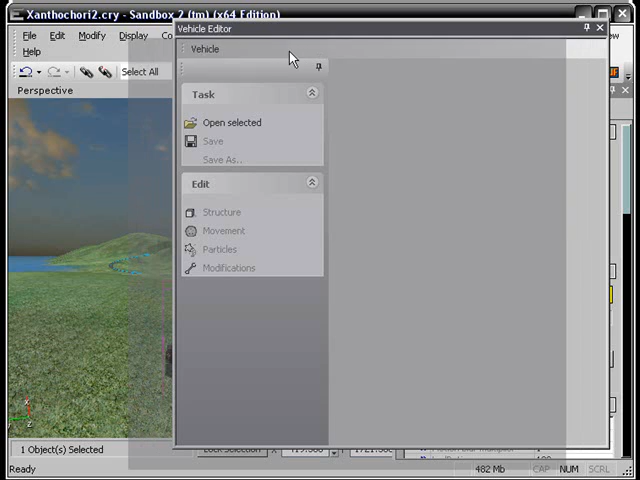 Xanthochori2.cry - Sandbox 2 (tm) (x64 Edition)
File Edit Modify Display
Help
Select All
Perspective
Vehicle Editor
Vehicle
Task
Open selected
Save
Save As..
Edit
Structure
Movement
Particles
Modifications
1 Object(s) Selected
Lock Selection X
Ready
482 Mb CAP NUM SCRL